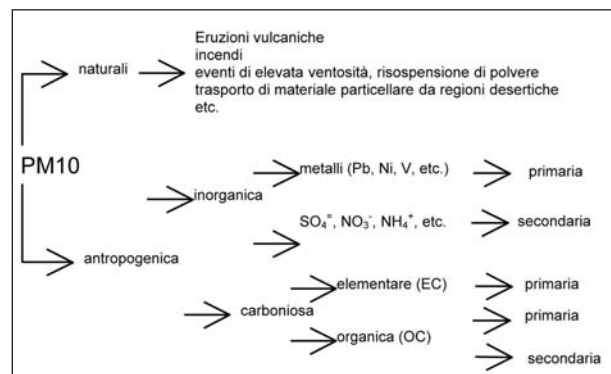 Eruzioni vulcaniche
incendi
naturali
eventi di elevata ventosità, risospensione di polvere
trasporto di materiale particellare da regioni desertiche
etc.
PM10
metalli (Pb, Ni, V, etc.)
primaria
inorganica
SO₄⁼, NO₃⁻, NH₄⁺, etc.
secondaria
antropogenica
elementare (EC)
primaria
carboniosa
primaria
organica (OC)
secondaria